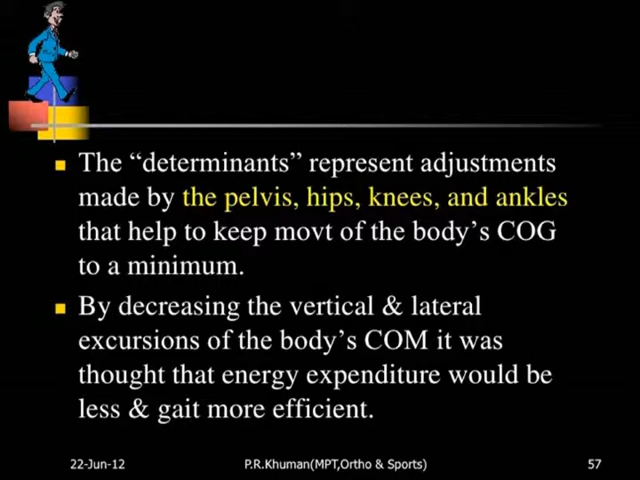 The “determinants” represent adjustments
made by the pelvis, hips, knees, and ankles
that help to keep movt of the body’s COG
to a minimum.
By decreasing the vertical & lateral
excursions of the body’s COM it was
thought that energy expenditure would be
less & gait more efficient.
22-Jun-12 P.R.Khuman(MPT,Ortho & Sports) 57